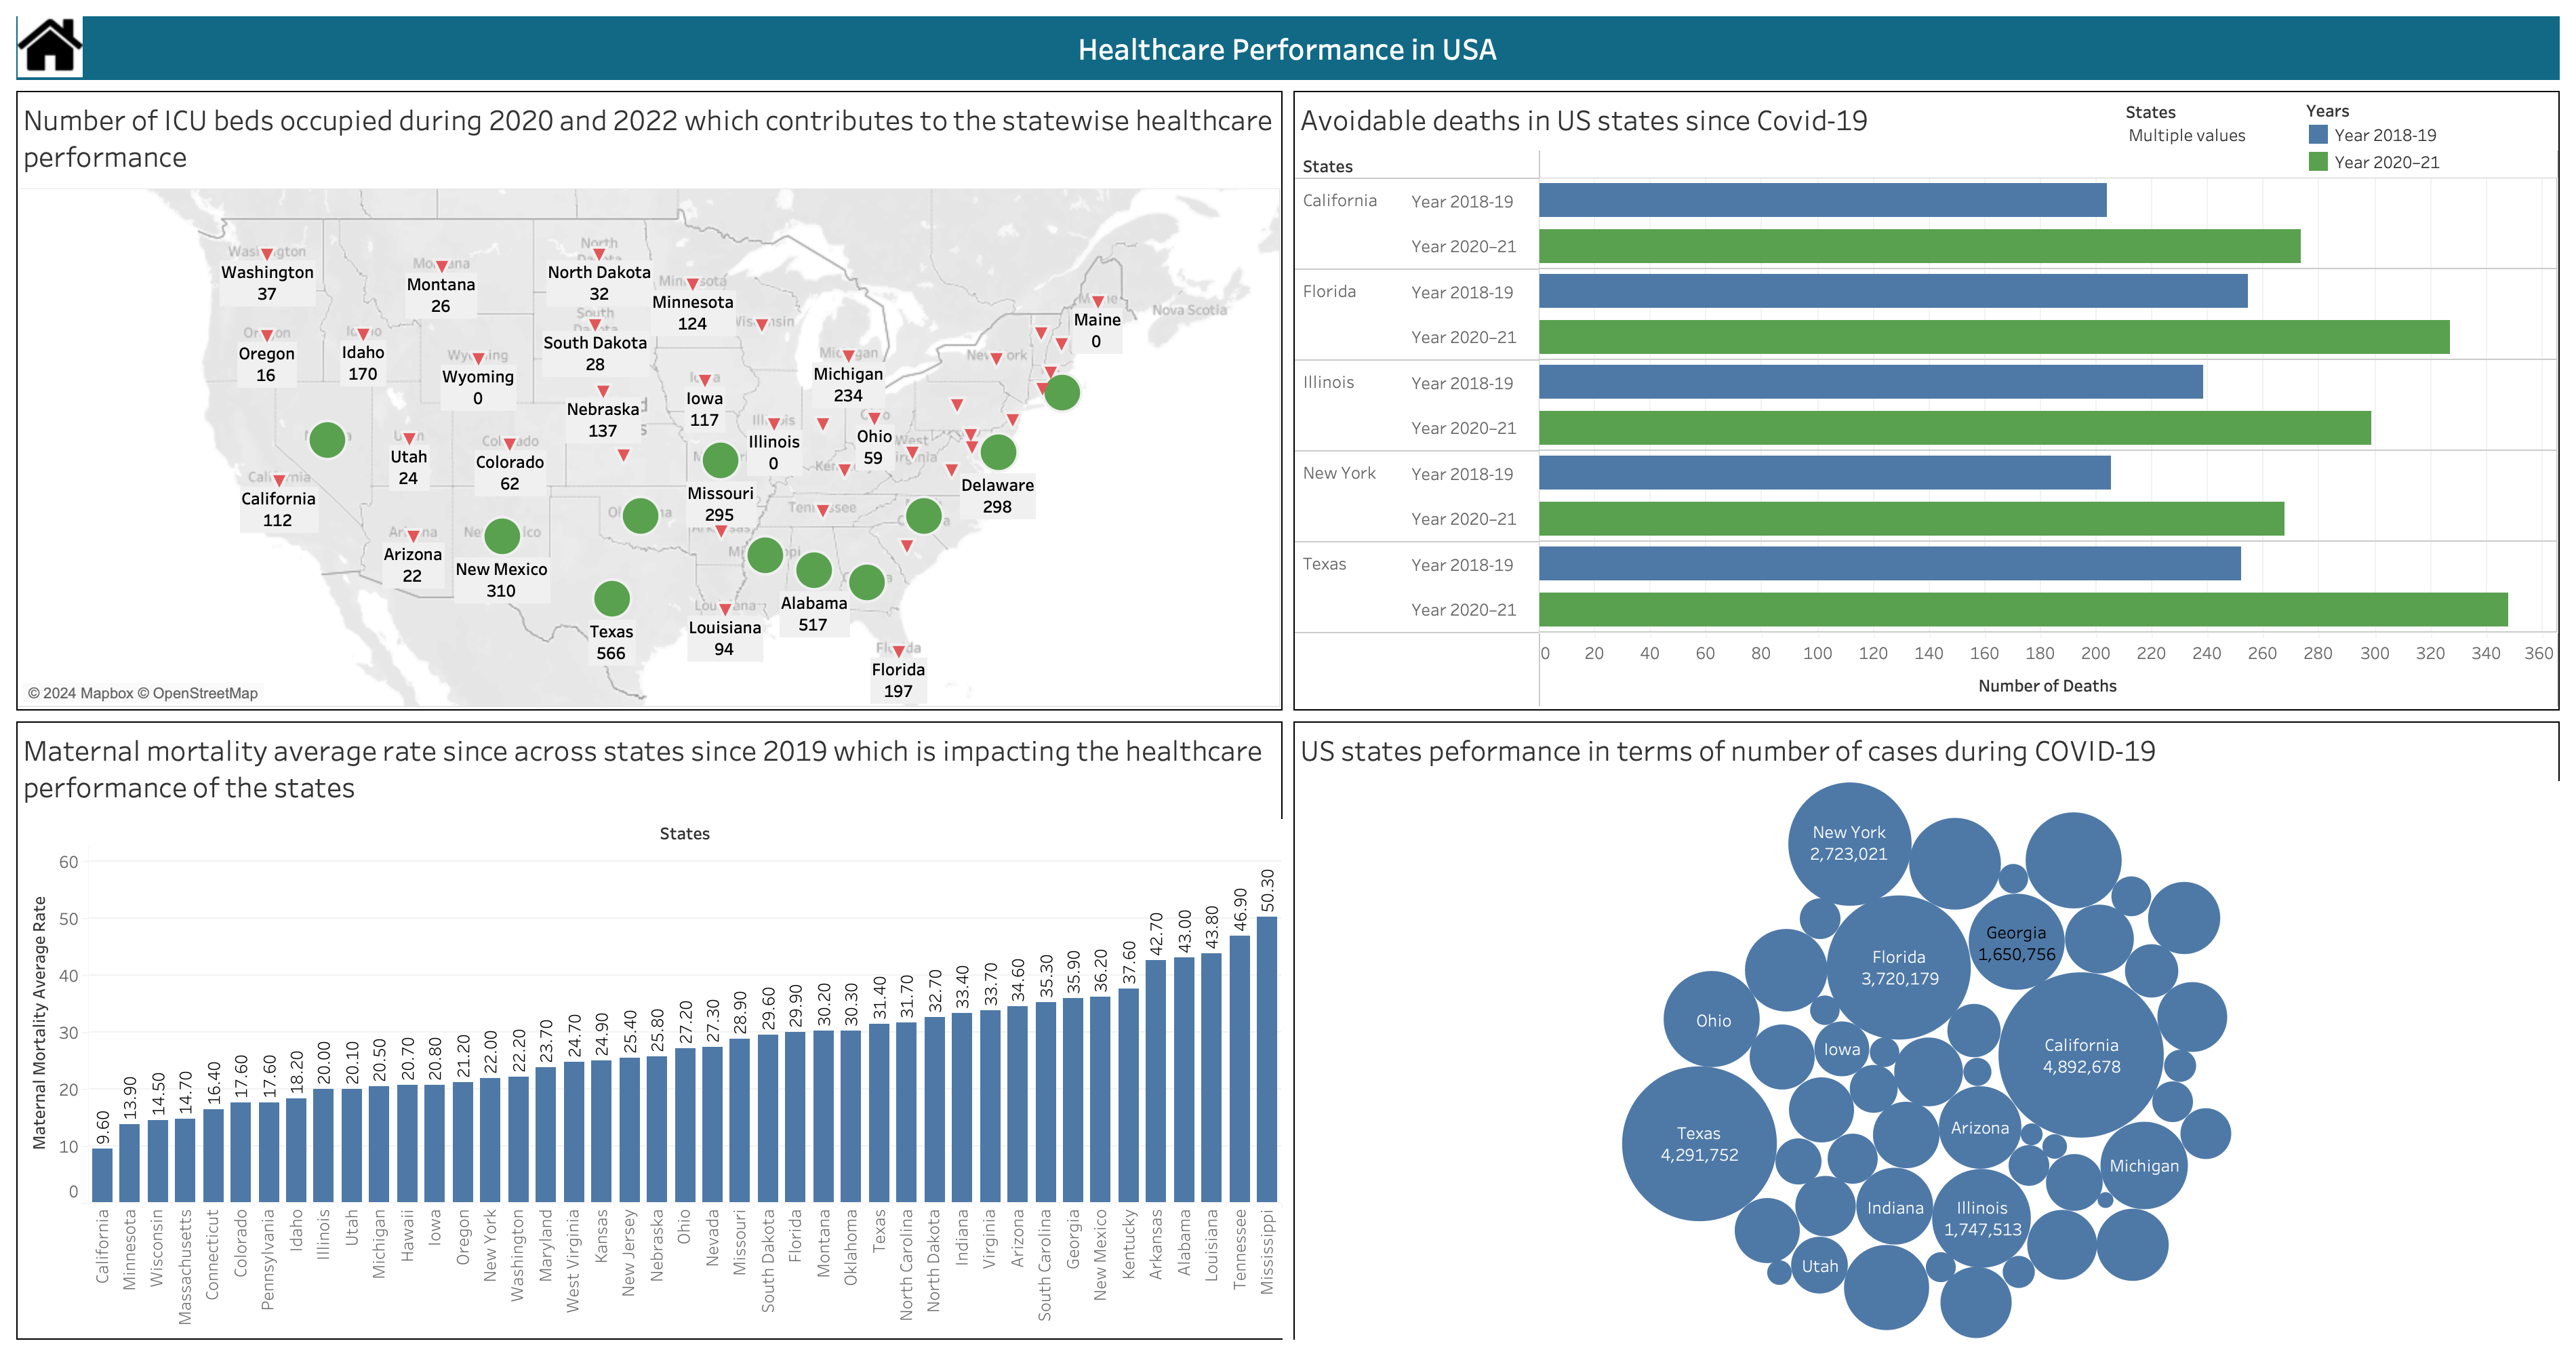 Healthcare Performance in USA
Number of ICU beds occupied during 2020 and 2022 which contributes to the statewise healthcare
performance
Washington
37
Montana
26
North Dakota
32
Minnesota
124
Maine
0
Nova Scotia
Oregon
16
Idaho
170
Wyoming
0
South Dakota
28
Michigan
234
Nebraska
137
Iowa
117
Illinois
0
Ohio
59
West
Utah
24
Colorado
62
California
112
Missouri
295
Delaware
298
Arizona
22
New Mexico
310
Texas
566
Louisiana
94
Alabama
517
Florida
197
© 2024 Mapbox © OpenStreetMap
Avoidable deaths in US states since Covid-19
States
Multiple values
Years
Year 2018-19
Year 2020–21
States
California
Year 2018-19
Year 2020–21
Florida
Year 2018-19
Year 2020–21
Illinois
Year 2018-19
Year 2020–21
New York
Year 2018-19
Year 2020–21
Texas
Year 2018-19
Year 2020–21
0 20 40 60 80 100 120 140 160 180 200 220 240 260 280 300 320 340 360
Number of Deaths
Maternal mortality average rate since across states since 2019 which is impacting the healthcare
performance of the states
States
Maternal Mortality Average Rate
60
50
40
30
20
10
0
9.60 13.90 14.50 14.70 16.40 17.60 17.60 18.20 20.00 20.10 20.50 20.70 20.80 21.20 22.00 22.20 23.70 24.70 24.90 25.40 25.80 27.20 27.30 28.90 29.60 29.90 30.20 30.30 31.40 31.70 32.70 33.40 33.70 34.60 35.30 35.90 36.20 37.60 42.70 43.00 43.80 46.90 50.30
California Minnesota Wisconsin Massachusetts Connecticut Colorado Pennsylvania Idaho Illinois Utah Michigan Hawaii Iowa Oregon New York Washington Maryland West Virginia Kansas New Jersey Nebraska Ohio Nevada Missouri South Dakota Florida Montana Oklahoma Texas North Carolina North Dakota Indiana Virginia Arizona South Carolina Georgia New Mexico Kentucky Arkansas Alabama Louisiana Tennessee Mississippi
US states peformance in terms of number of cases during COVID-19
New York
2,723,021
Georgia
1,650,756
Florida
3,720,179
Ohio
Iowa
California
4,892,678
Texas
4,291,752
Arizona
Michigan
Indiana
Illinois
1,747,513
Utah